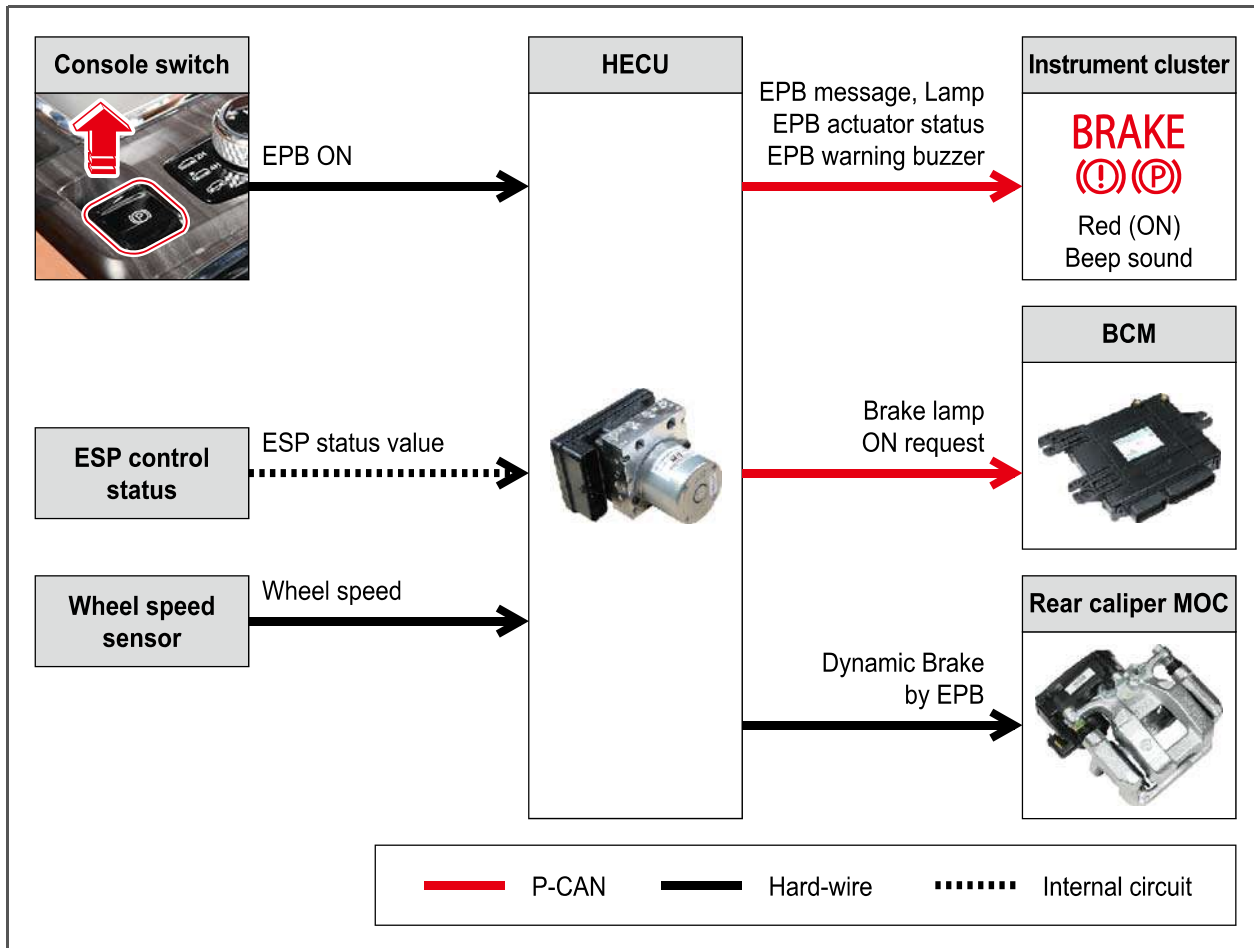 Console switch
HECU
Instrument cluster
EPB ON
EPB message, Lamp
EPB actuator status
EPB warning buzzer
BRAKE
(!) (P)
Red (ON)
Beep sound
BCM
ESP control
status
ESP status value
Brake lamp
ON request
Wheel speed
sensor
Wheel speed
Rear caliper MOC
Dynamic Brake
by EPB
P-CAN
Hard-wire
Internal circuit